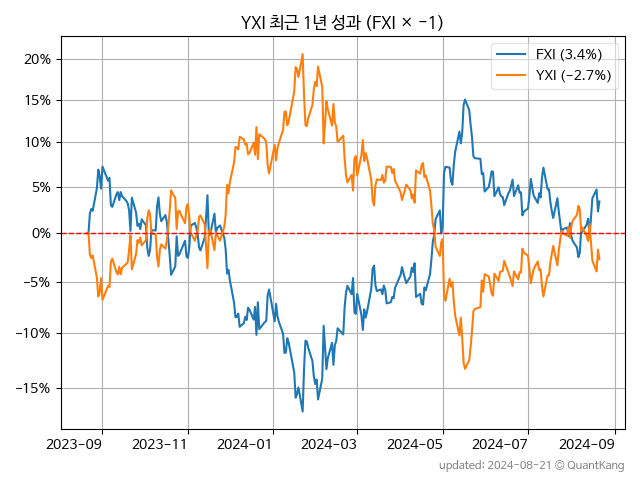 YXI 최근 1년 성과 (FXI × -1)
FXI (3.4%)
YXI (-2.7%)
20%
15%
10%
5%
0%
-5%
-10%
-15%
2023-09 2023-11 2024-01 2024-03 2024-05 2024-07 2024-09
updated: 2024-08-21 © QuantKang